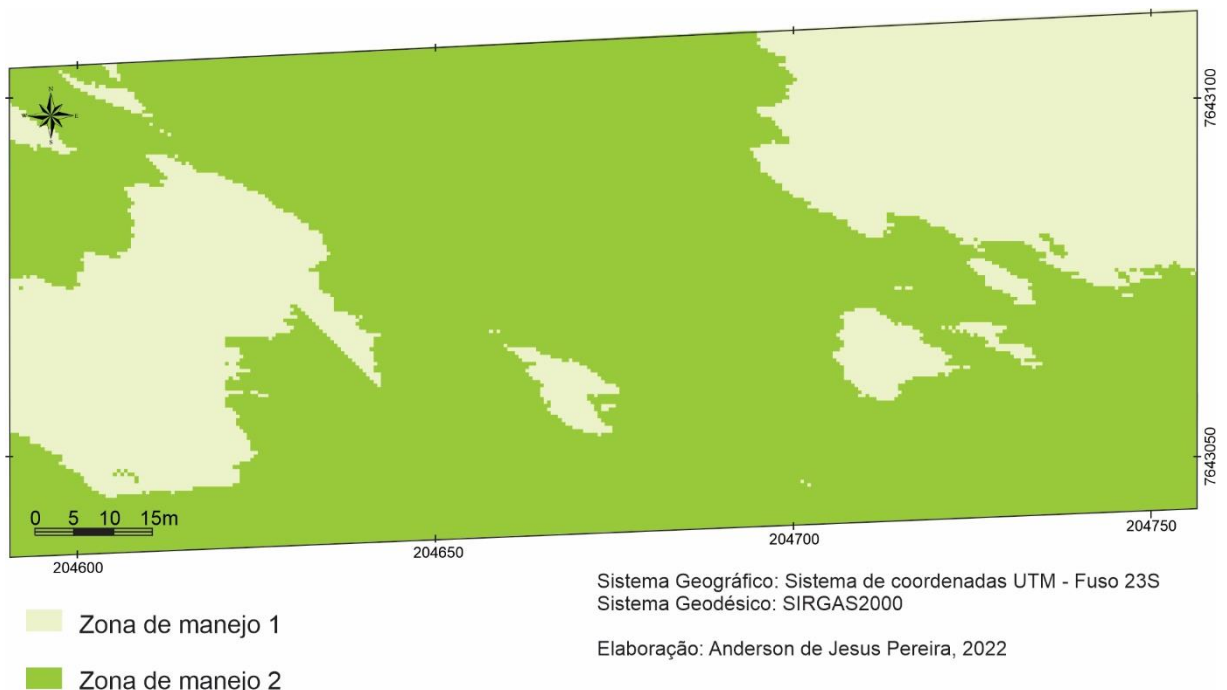 N
7643100
7643050
0 5 10 15m
204600
204650
204700
204750
Zona de manejo 1
Zona de manejo 2
Sistema Geográfico: Sistema de coordenadas UTM - Fuso 23S
Sistema Geodésico: SIRGAS2000
Elaboração: Anderson de Jesus Pereira, 2022